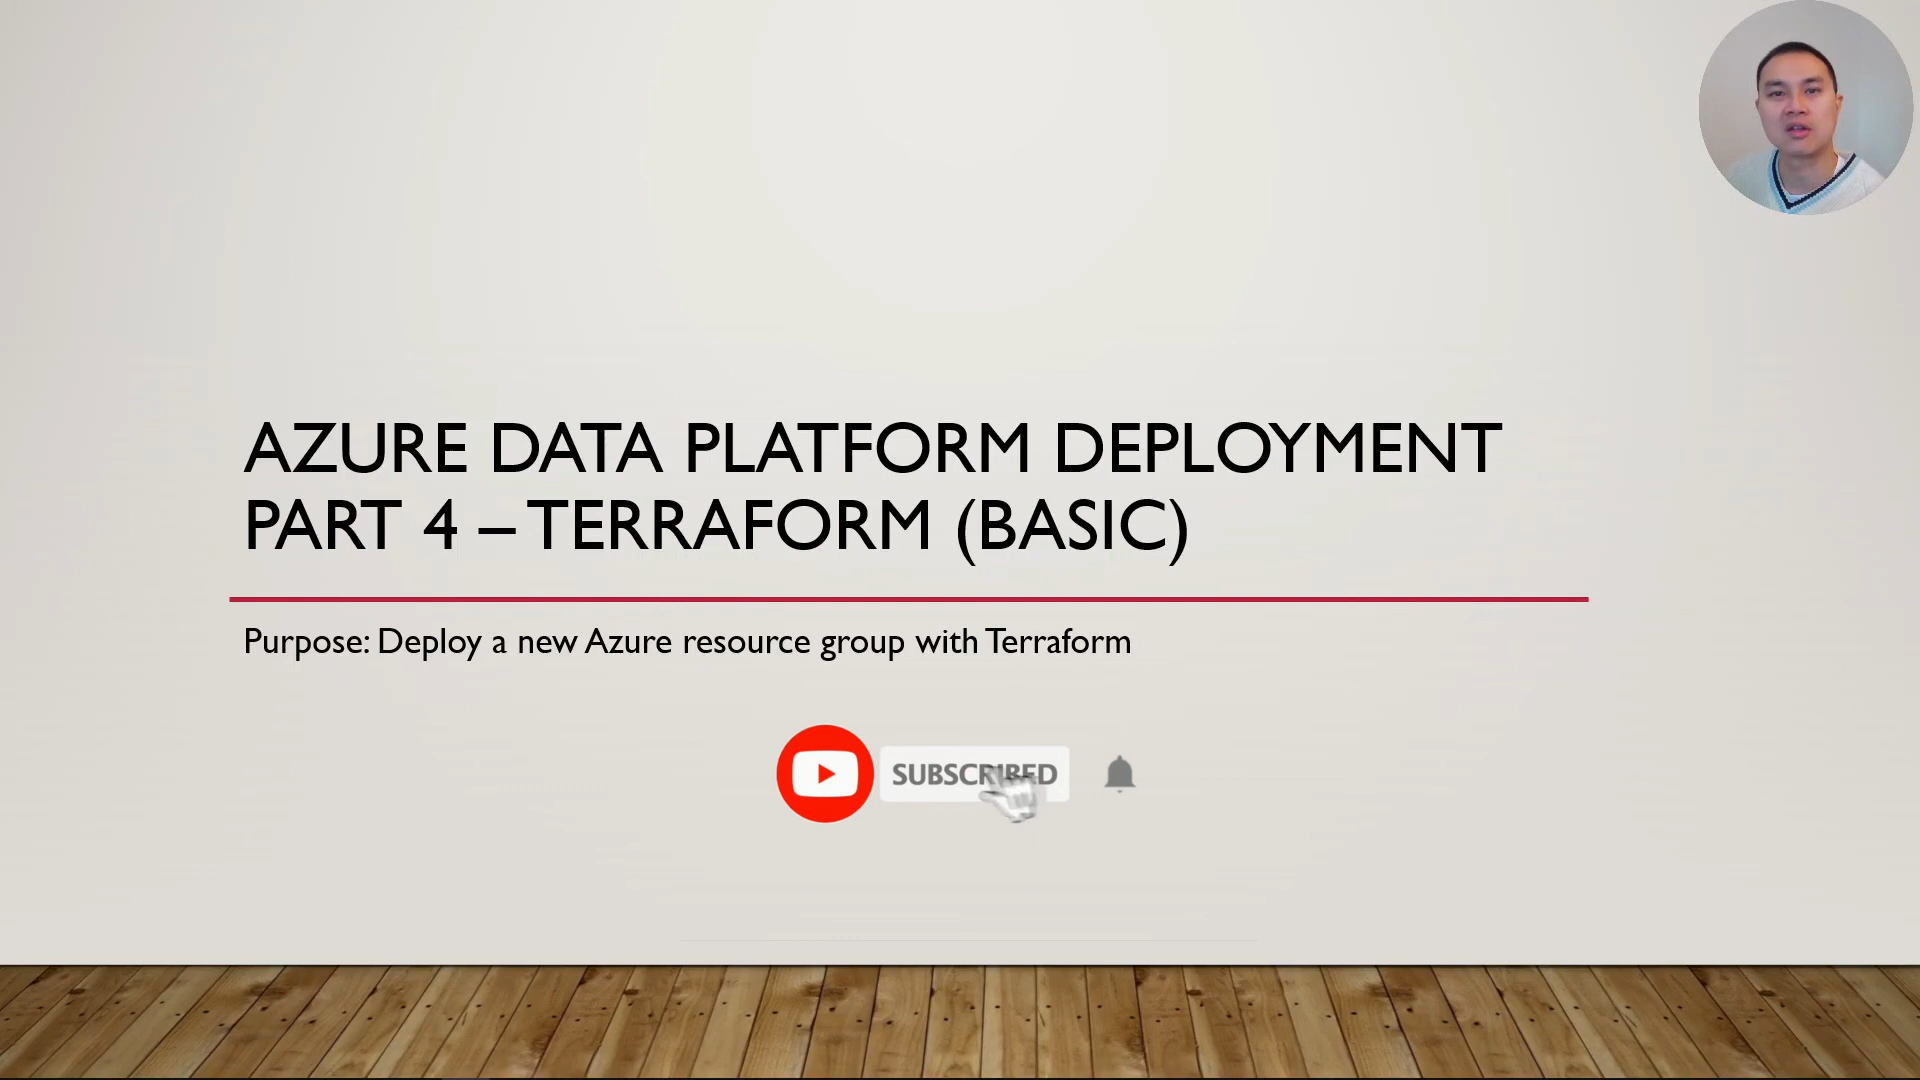 AZURE DATA PLATFORM DEPLOYMENT
PART 4 – TERRAFORM (BASIC)
Purpose: Deploy a new Azure resource group with Terraform
SUBSCRIBED